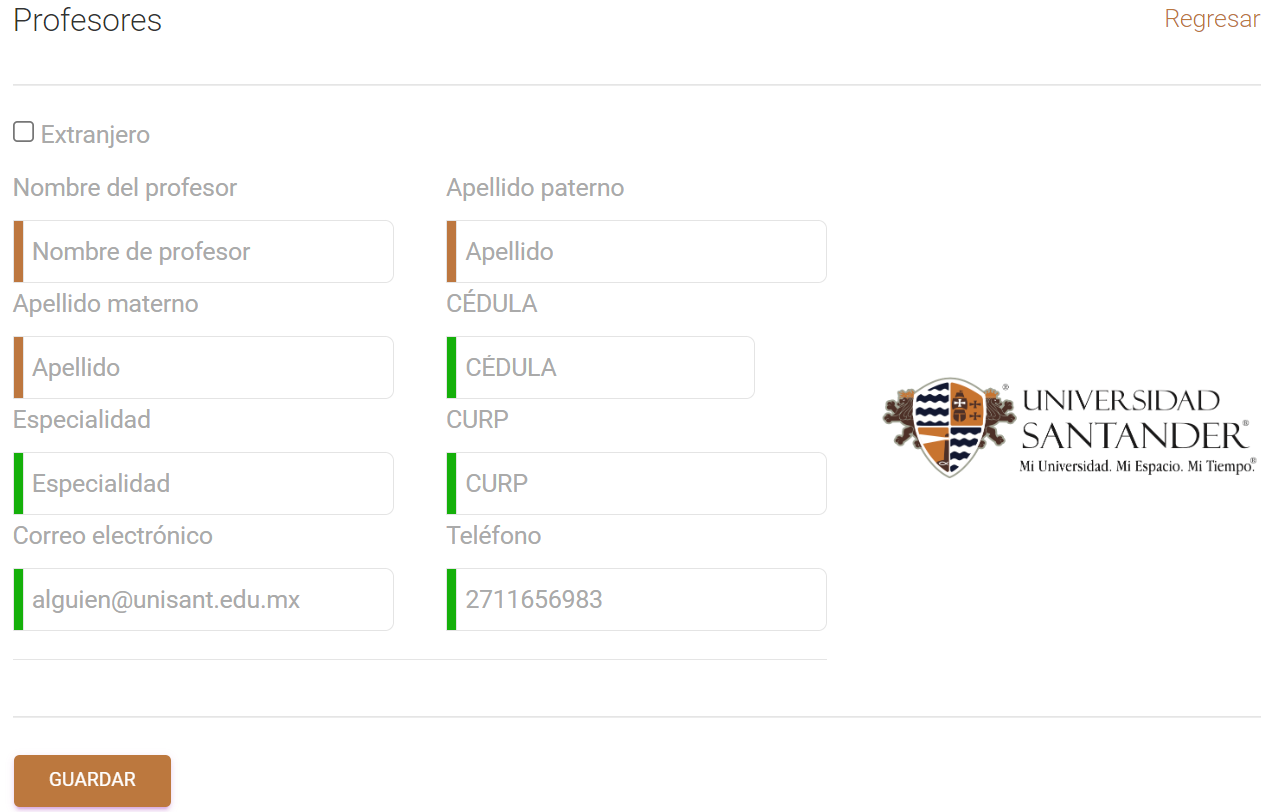 Profesores
Regresar
Extranjero
Nombre del profesor
Apellido paterno
Nombre de profesor
Apellido
Apellido materno
CÉDULA
Apellido
CÉDULA
Especialidad
CURP
Especialidad
CURP
Correo electrónico
Teléfono
alguien@unisant.edu.mx
2711656983
UNIVERSIDAD
SANTANDER®
Mi Universidad. Mi Espacio. Mi Tiempo.®
GUARDAR